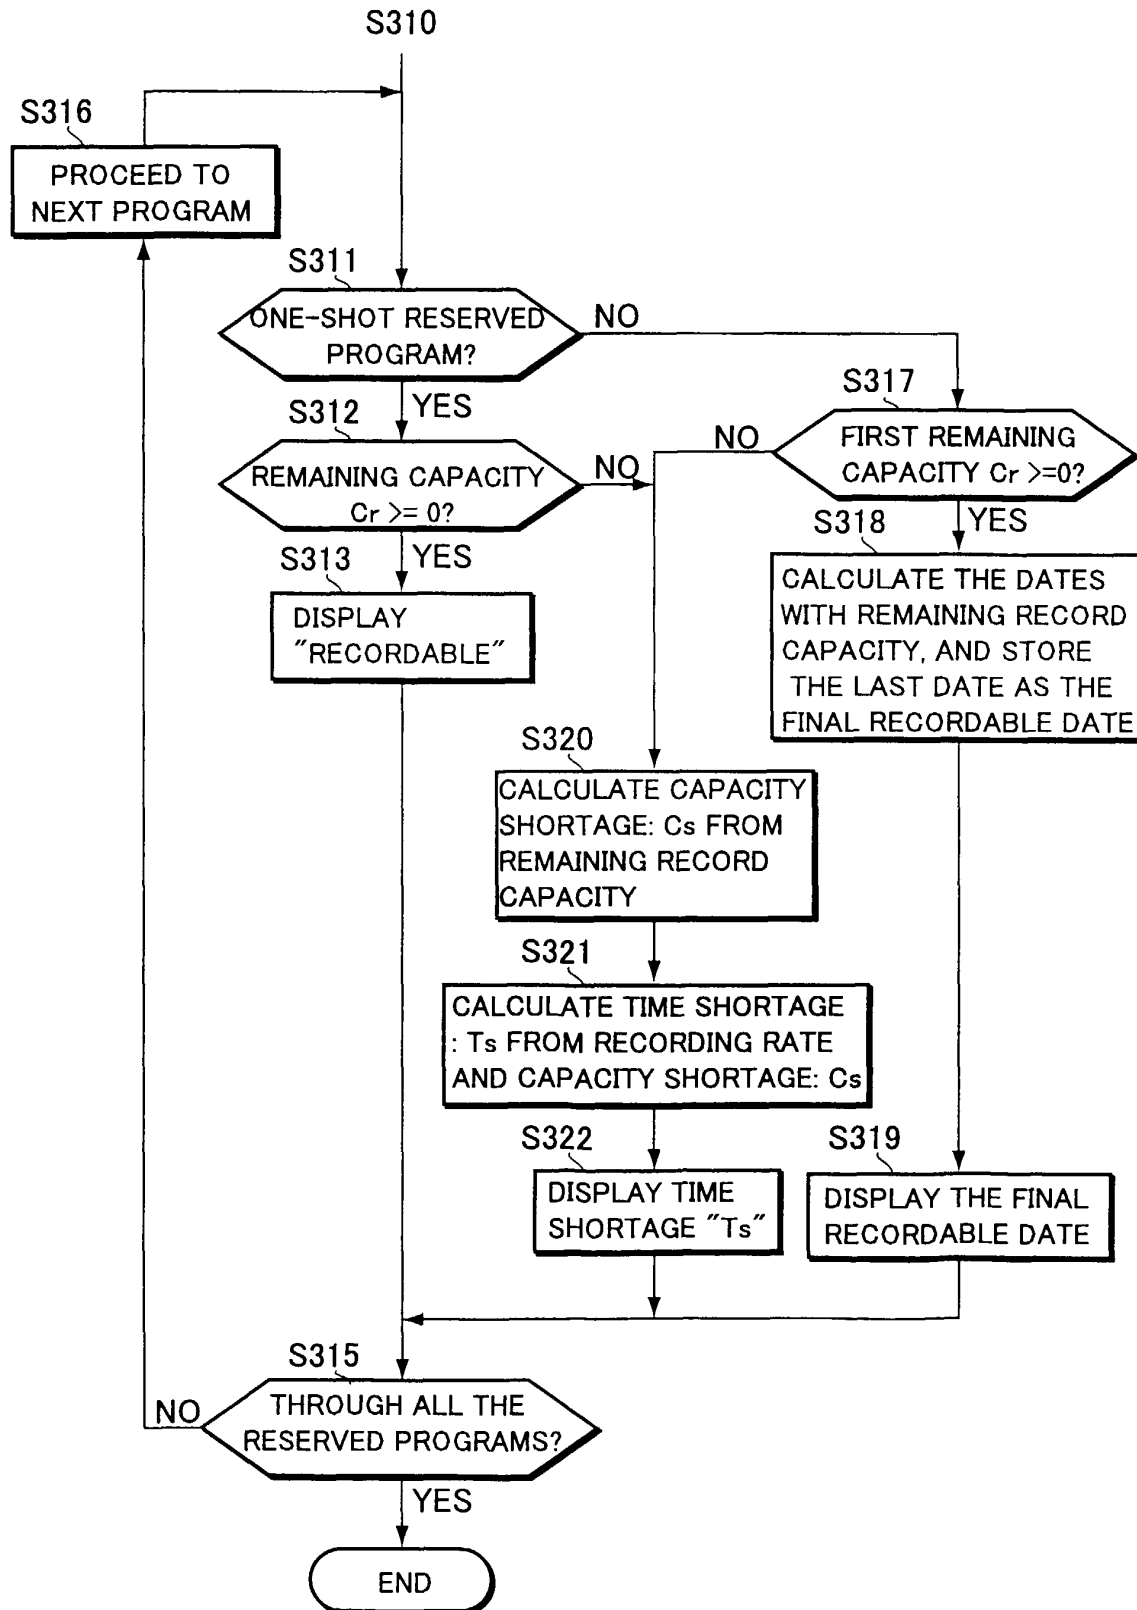 S310
S316
PROCEED TO
NEXT PROGRAM
S311
ONE-SHOT RESERVED
PROGRAM?
NO
YES
S312
REMAINING CAPACITY
Cr >= 0?
NO
YES
S313
DISPLAY
"RECORDABLE"
S317
FIRST REMAINING
CAPACITY Cr >=0?
NO
YES
S318
CALCULATE THE DATES
WITH REMAINING RECORD
CAPACITY, AND STORE
THE LAST DATE AS THE
FINAL RECORDABLE DATE
S320
CALCULATE CAPACITY
SHORTAGE: Cs FROM
REMAINING RECORD
CAPACITY
S321
CALCULATE TIME SHORTAGE
: Ts FROM RECORDING RATE
AND CAPACITY SHORTAGE: Cs
S322
DISPLAY TIME
SHORTAGE "Ts"
S319
DISPLAY THE FINAL
RECORDABLE DATE
S315
THROUGH ALL THE
RESERVED PROGRAMS?
NO
YES
END